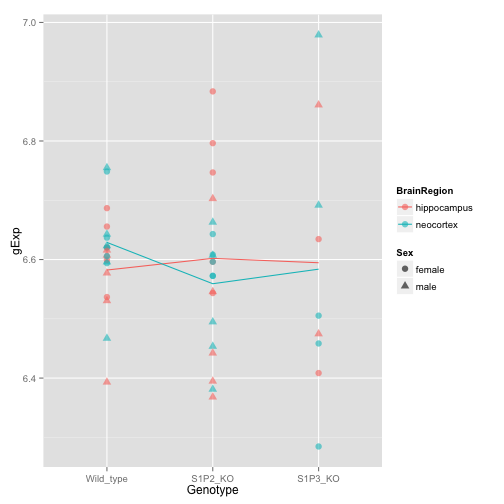 7.0
6.8
6.6
6.4
gExp
Wild_type S1P2_KO S1P3_KO
Genotype
BrainRegion
hippocampus
neocortex
Sex
female
male